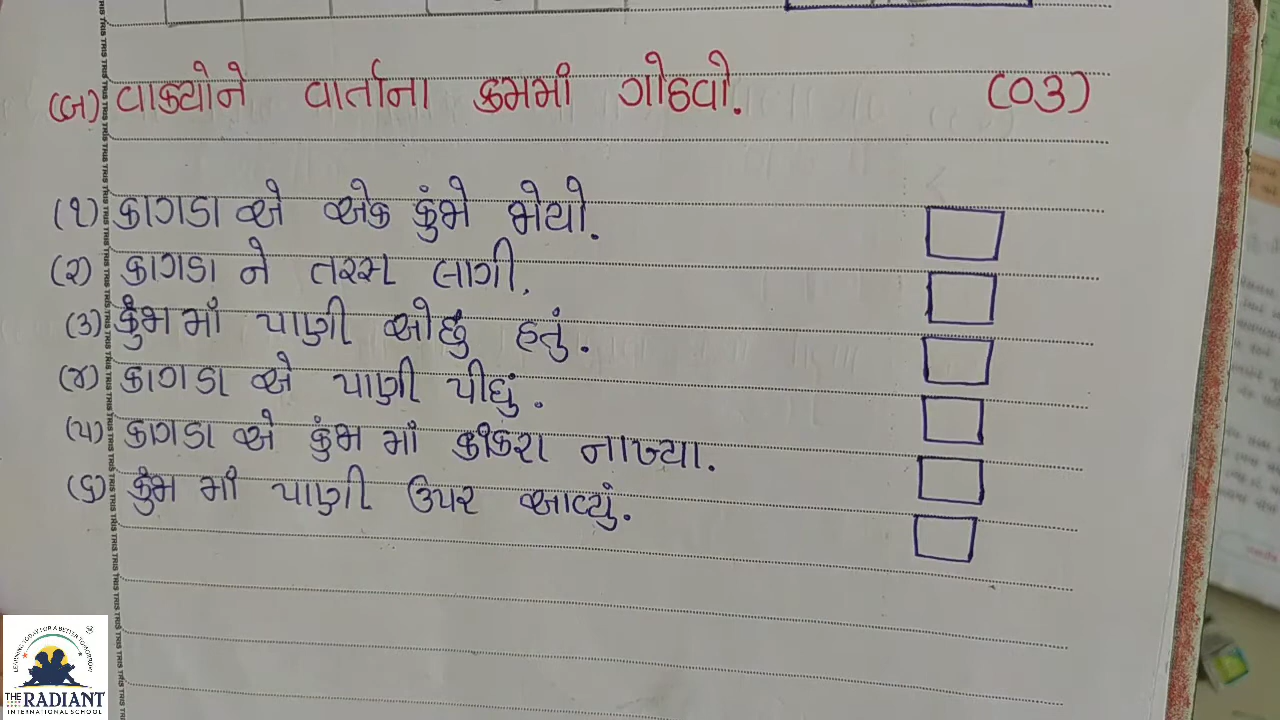 (બ) વાક્યોને વાર્તાના ક્રમમાં ગોઠવો. (૦૩)
(૧) કાગડા એ એક કુંભે જોયો.
(૨) કાગડા ને તરસ લાગી.
(૩) કુંભ માં પાણી ઓછું હતું.
(૪) કાગડા એ પાણી પીધું.
(૫) કાગડા એ કુંભ માં કાંકરા નાખ્યા.
(૬) કુંભ માં પાણી ઉપર આવ્યું.
THE RADIANT
INTERNATIONAL SCHOOL